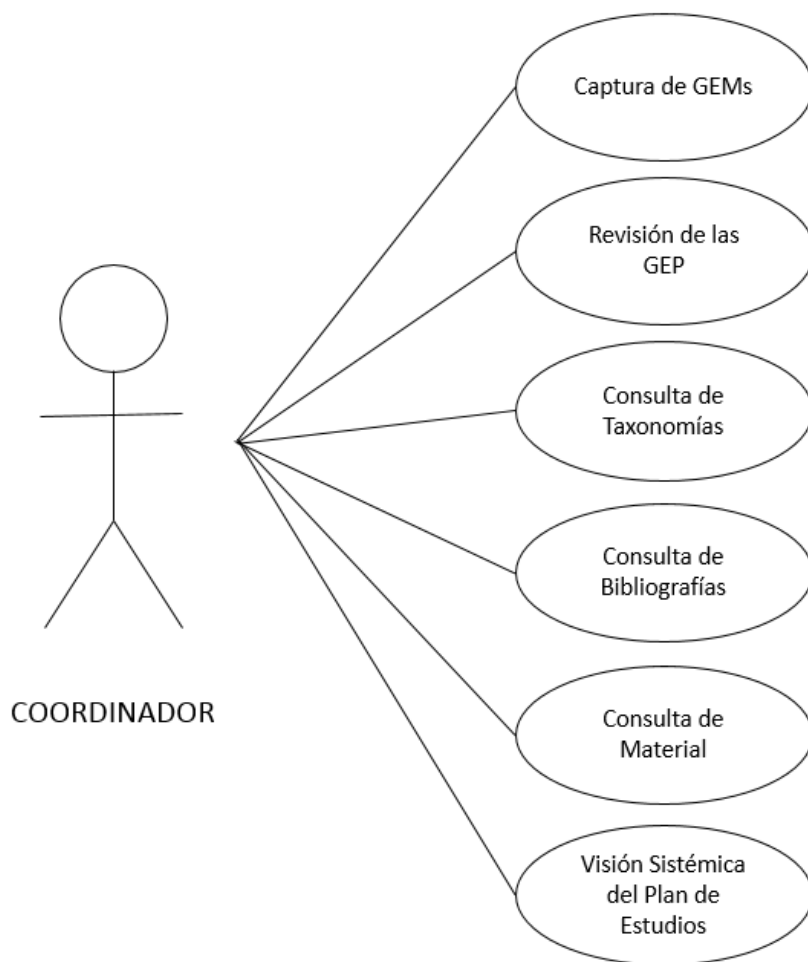 Captura de GEMs
Revisión de las
GEP
Consulta de
Taxonomías
Consulta de
Bibliografías
COORDINADOR
Consulta de
Material
Visión Sistémica
del Plan de
Estudios